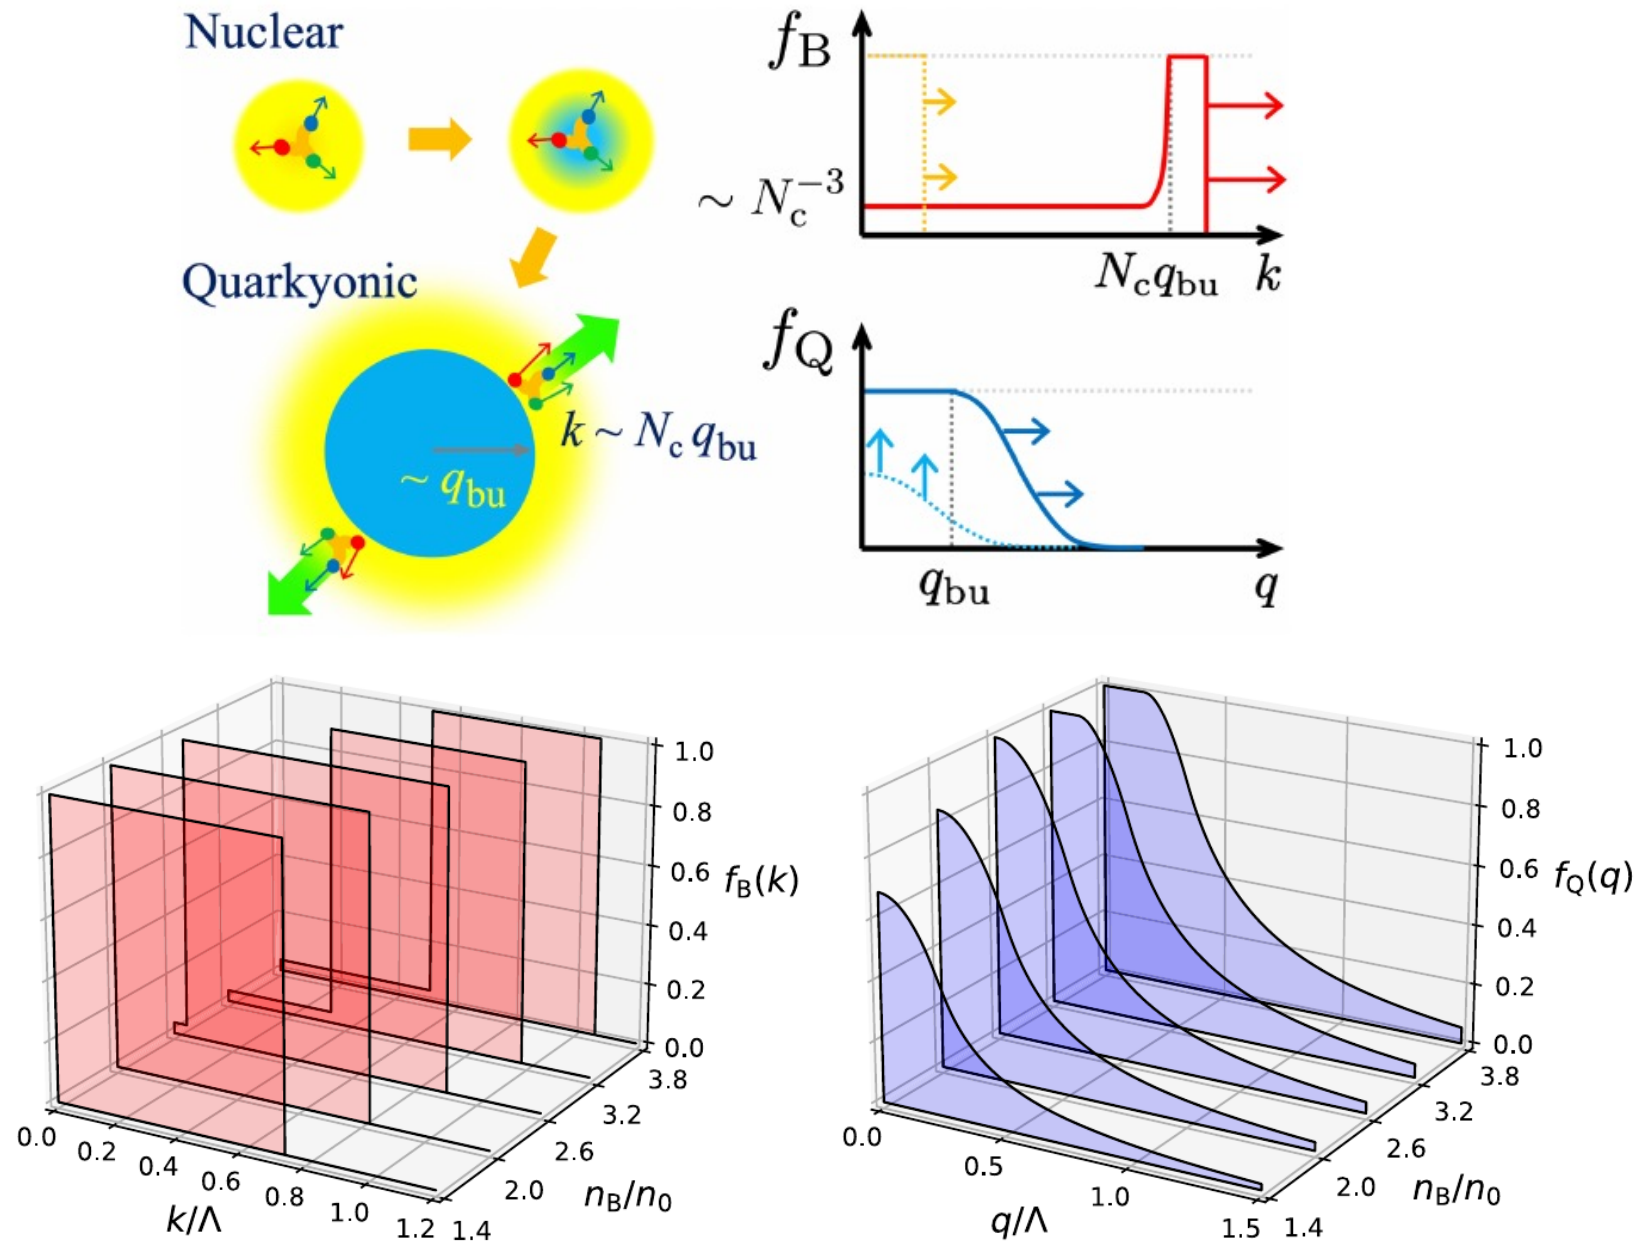 Nuclear
Quarkyonic
k ~ N_c q_bu
~ q_bu
f_B
~ N_c^{-3}
N_c q_bu
k
f_Q
q_bu
q
1.0
0.8
0.6
0.4
0.2
0.0
f_B(k)
0.0
0.2
0.4
0.6
0.8
1.0
1.2
k/Λ
1.4
2.0
2.6
3.2
3.8
n_B/n_0
1.0
0.8
0.6
0.4
0.2
0.0
f_Q(q)
0.0
0.5
1.0
1.5
q/Λ
1.4
2.0
2.6
3.2
3.8
n_B/n_0